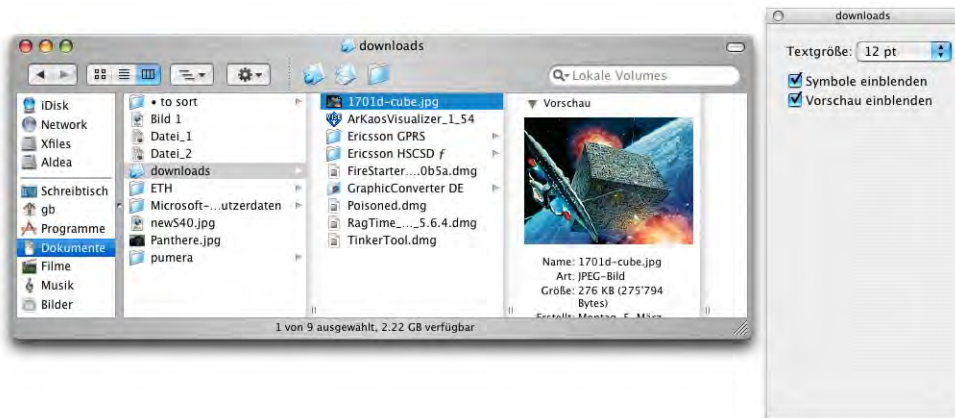 downloads
Lokale Volumes
iDisk
Network
Xfiles
Aldea
Schreibtisch
gb
Programme
Dokumente
Filme
Musik
Bilder
• to sort
Bild 1
Datei_1
Datei_2
downloads
ETH
Microsoft-...utzerdaten
newS40.jpg
Panthere.jpg
pumera
1701d-cube.jpg
ArKaosVisualizer_1_54
Ericsson GPRS
Ericsson HSCSD ƒ
FireStarter....0b5a.dmg
GraphicConverter DE
Poisoned.dmg
RagTime_..._5.6.4.dmg
TinkerTool.dmg
Vorschau
Name: 1701d-cube.jpg
Art: JPEG-Bild
Größe: 276 KB (275'794
Bytes)
Erstellt: Montag, 5. März
1 von 9 ausgewählt, 2.22 GB verfügbar
downloads
Textgröße: 12 pt
Symbole einblenden
Vorschau einblenden